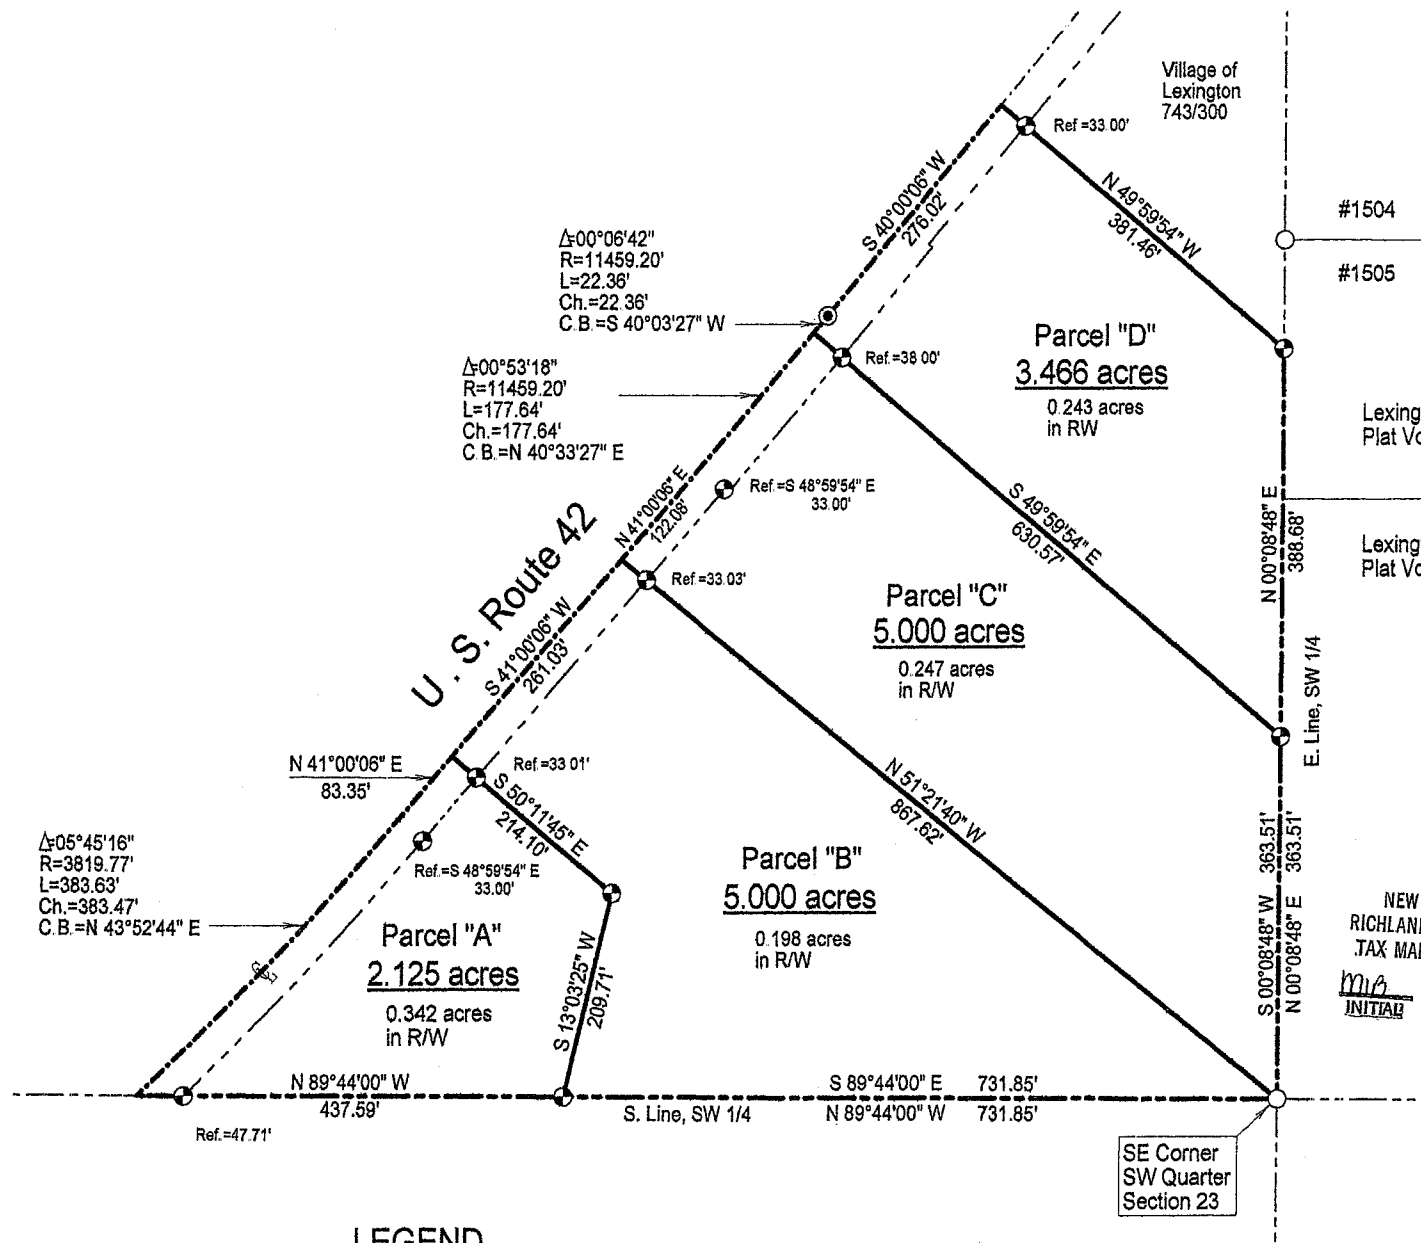 Village of
Lexington
743/300
Ref.=33.00'
#1504
#1505
S 40°00'06" W
276.02'
N 49°59'54" W
381.46'
Δ=00°06'42"
R=11459.20'
L=22.36'
Ch.=22.36'
C.B.=S 40°03'27" W
Parcel "D"
3.466 acres
0.243 acres
in RW
Ref.=38.00'
Δ=00°53'18"
R=11459.20'
L=177.64'
Ch.=177.64'
C.B.=N 40°33'27" E
Lexing
Plat Vo
N 41°00'06" E
122.08'
Ref.=S 48°59'54" E
33.00'
S 49°59'54" E
630.57'
N 00°08'48" E
388.68'
Lexing
Plat Vo
U. S. Route 42
Ref.=33.03'
Parcel "C"
5.000 acres
0.247 acres
in R/W
S 41°00'06" W
261.03'
E. Line, SW 1/4
N 41°00'06" E
83.35'
Ref.=33.01'
S 50°11'45" E
214.10'
N 51°21'40" W
867.62'
Δ=05°45'16"
R=3819.77'
L=383.63'
Ch.=383.47'
C.B.=N 43°52'44" E
Ref.=S 48°59'54" E
33.00'
Parcel "B"
5.000 acres
0.198 acres
in R/W
S 00°08'48" W 363.51'
N 00°08'48" E 363.51'
NEW
RICHLAN
TAX MA
MIB
INITIAL
Parcel "A"
2.125 acres
0.342 acres
in R/W
S 13°03'25" W
209.71'
N 89°44'00" W
437.59'
S 89°44'00" E 731.85'
S. Line, SW 1/4
N 89°44'00" W 731.85'
Ref.=47.71'
SE Corner
SW Quarter
Section 23
LEGEND